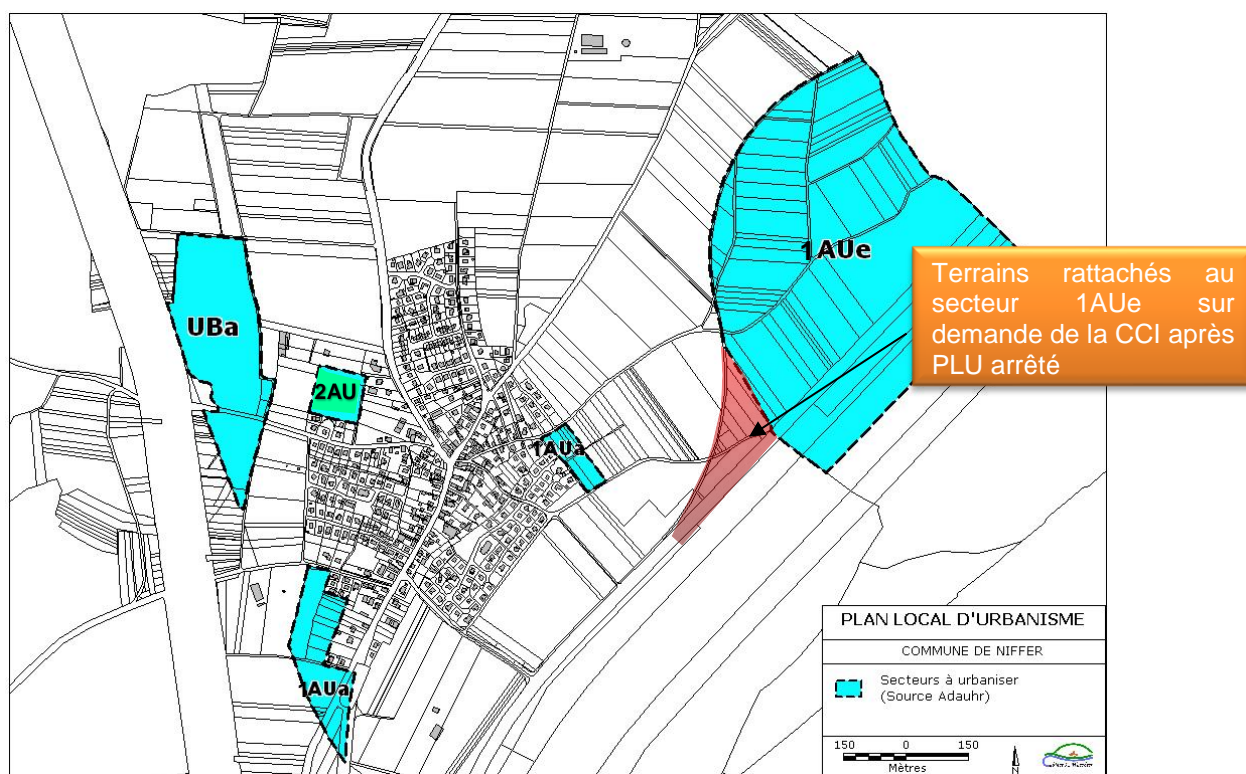 1AUe
Terrains rattachés au
secteur 1AUe sur
demande de la CCI après
PLU arrêté
UBa
2AU
1AUa
1AUa
PLAN LOCAL D'URBANISME
COMMUNE DE NIFFER
Secteurs à urbaniser
(Source Adauhr)
150 0 150
Mètres
N